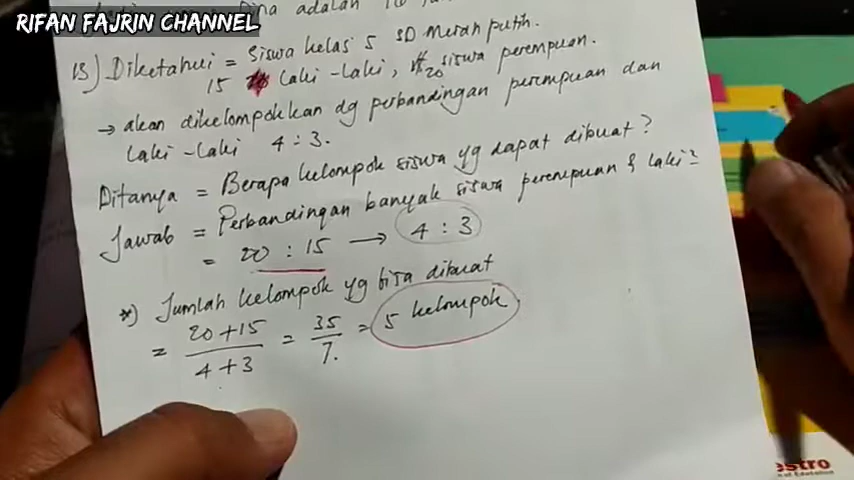 RIFAN FAJRIN CHANNEL
adalah
13) Diketahui = Siswa kelas 5 SD Merah putih.
15 laki-laki, 20 siswa perempuan.
→ akan dikelompokkan dg perbandingan perempuan dan
laki-laki 4 : 3.
Ditanya = Berapa kelompok siswa yg dapat dibuat?
Jawab = Perbandingan banyak siswa perempuan & laki²
= 20 : 15 → 4 : 3
*) Jumlah kelompok yg bisa dibuat
= 20+15 / 4+3 = 35 / 7. = 5 kelompok
estro